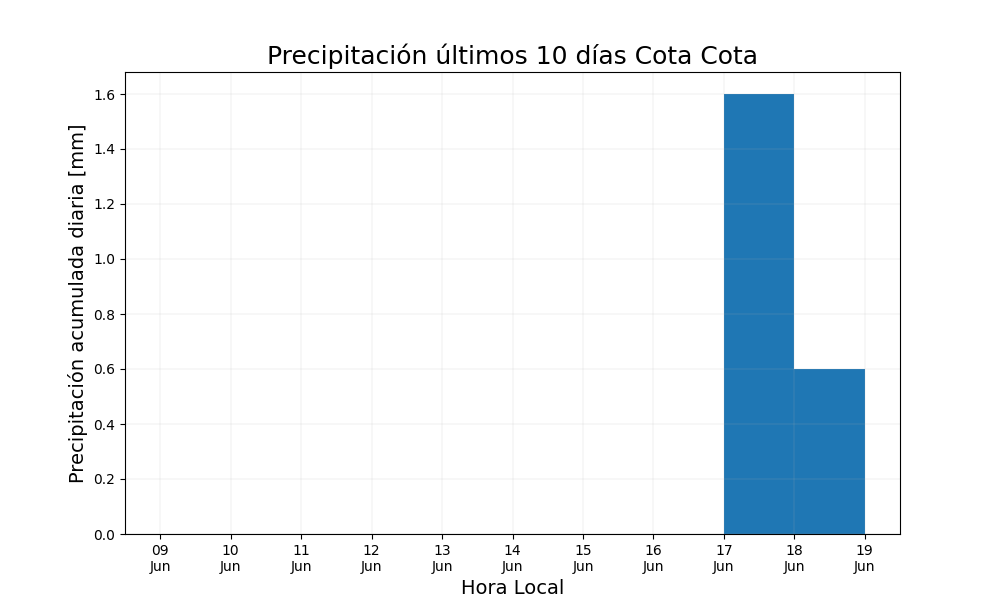 Precipitación últimos 10 días Cota Cota
Precipitación acumulada diaria [mm]
1.6
1.4
1.2
1.0
0.8
0.6
0.4
0.2
0.0
09 10 11 12 13 14 15 16 17 18 19
Jun Jun Jun Jun Jun Jun Jun Jun Jun Jun Jun
Hora Local